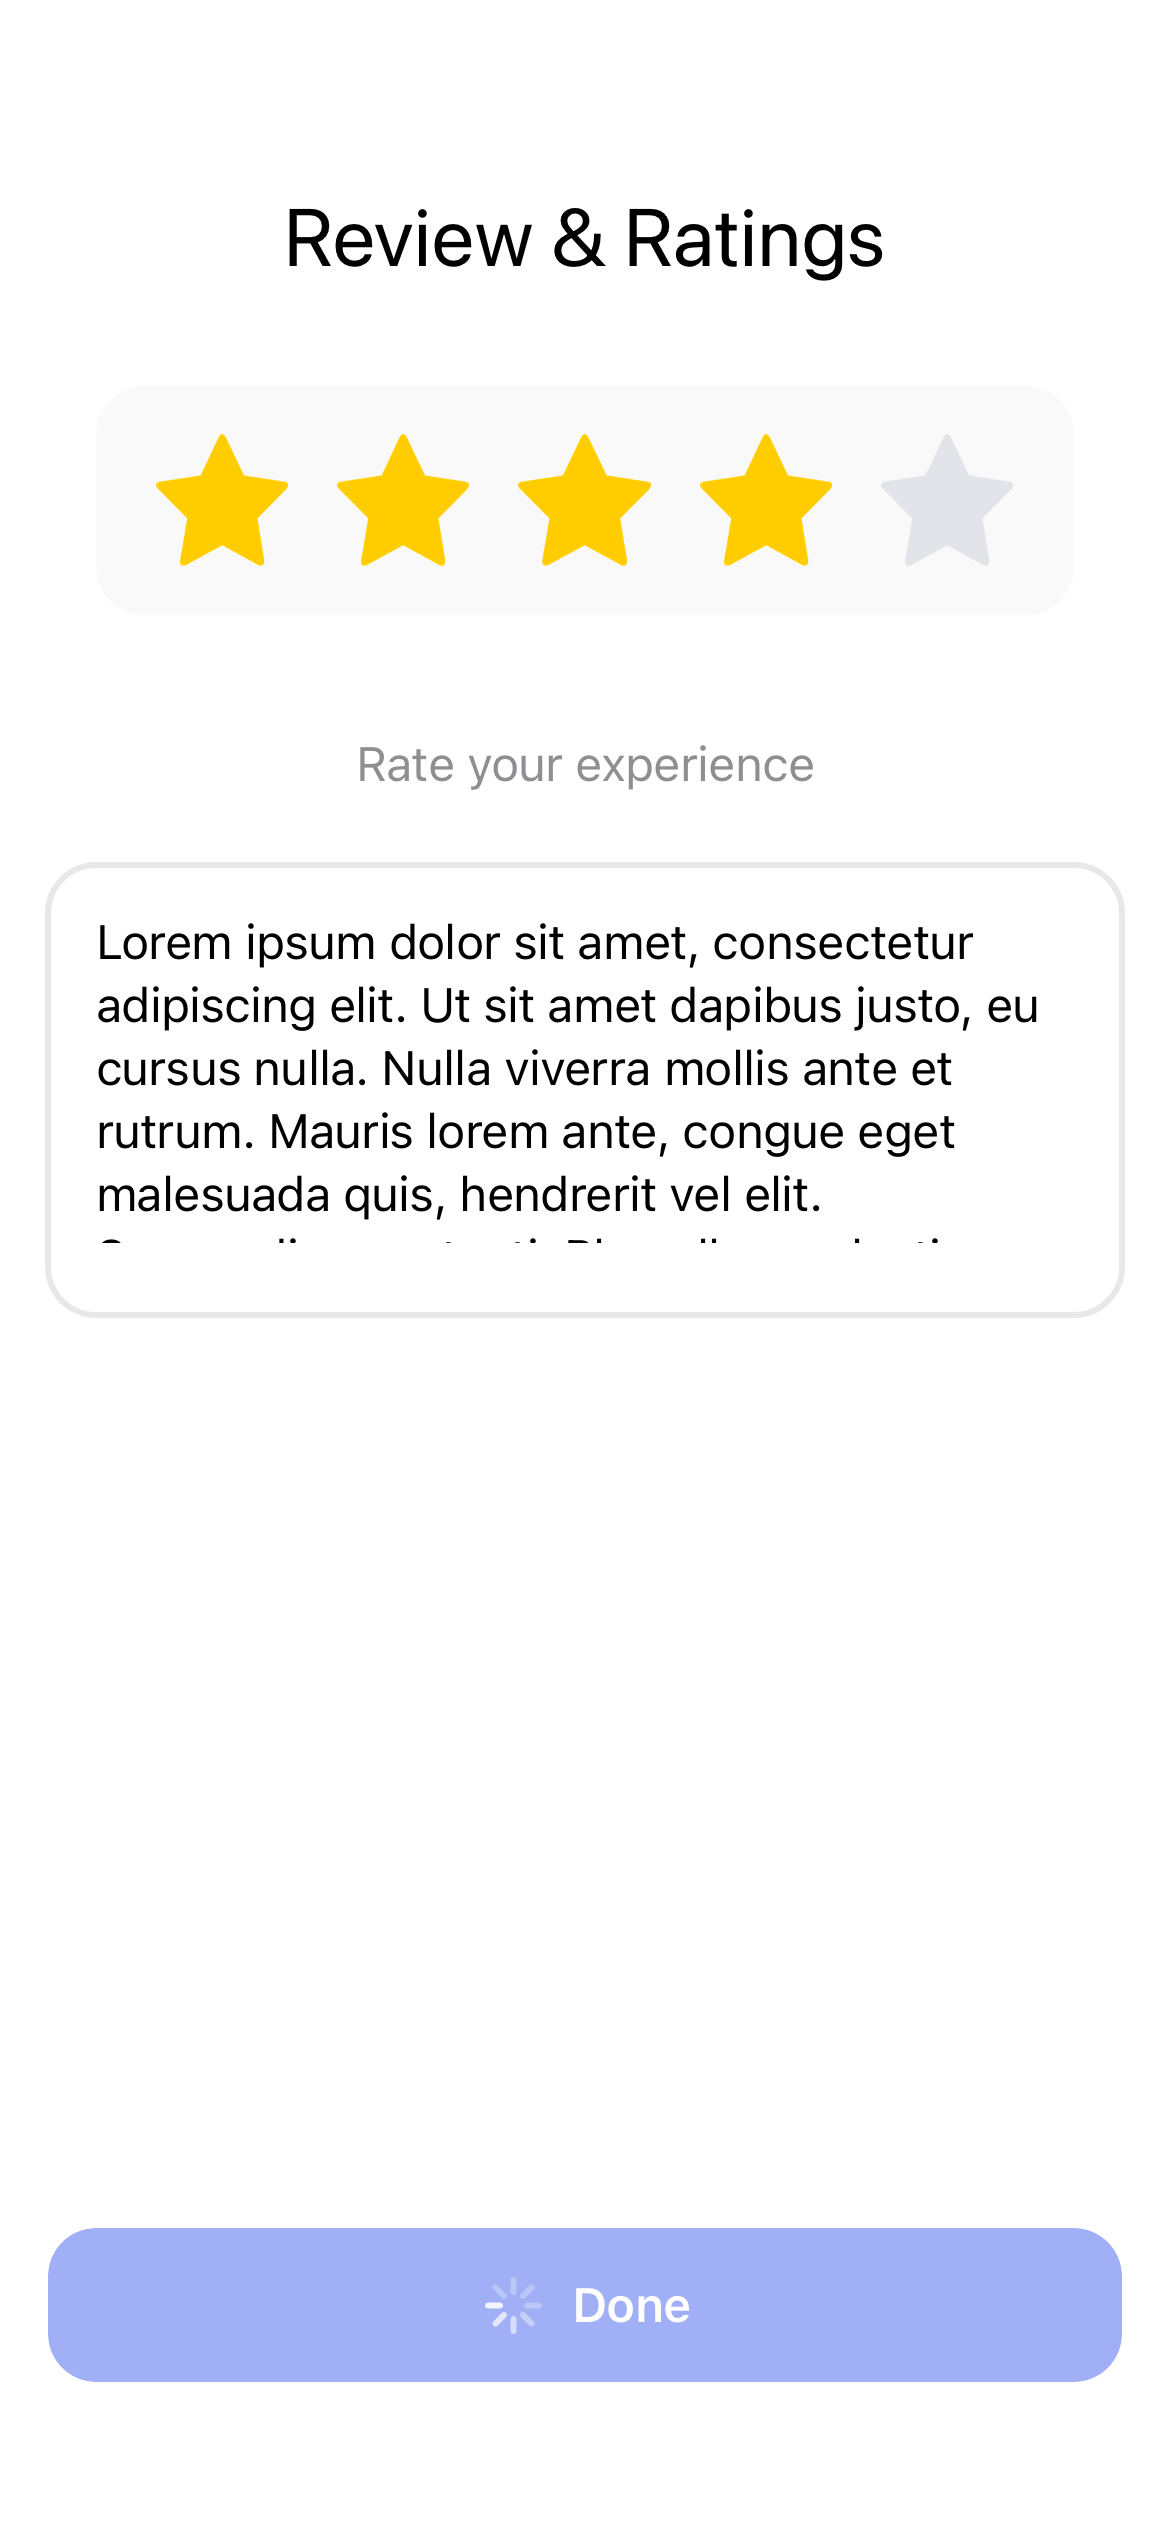 Review & Ratings
Rate your experience
Lorem ipsum dolor sit amet, consectetur
adipiscing elit. Ut sit amet dapibus justo, eu
cursus nulla. Nulla viverra mollis ante et
rutrum. Mauris lorem ante, congue eget
malesuada quis, hendrerit vel elit.
Done